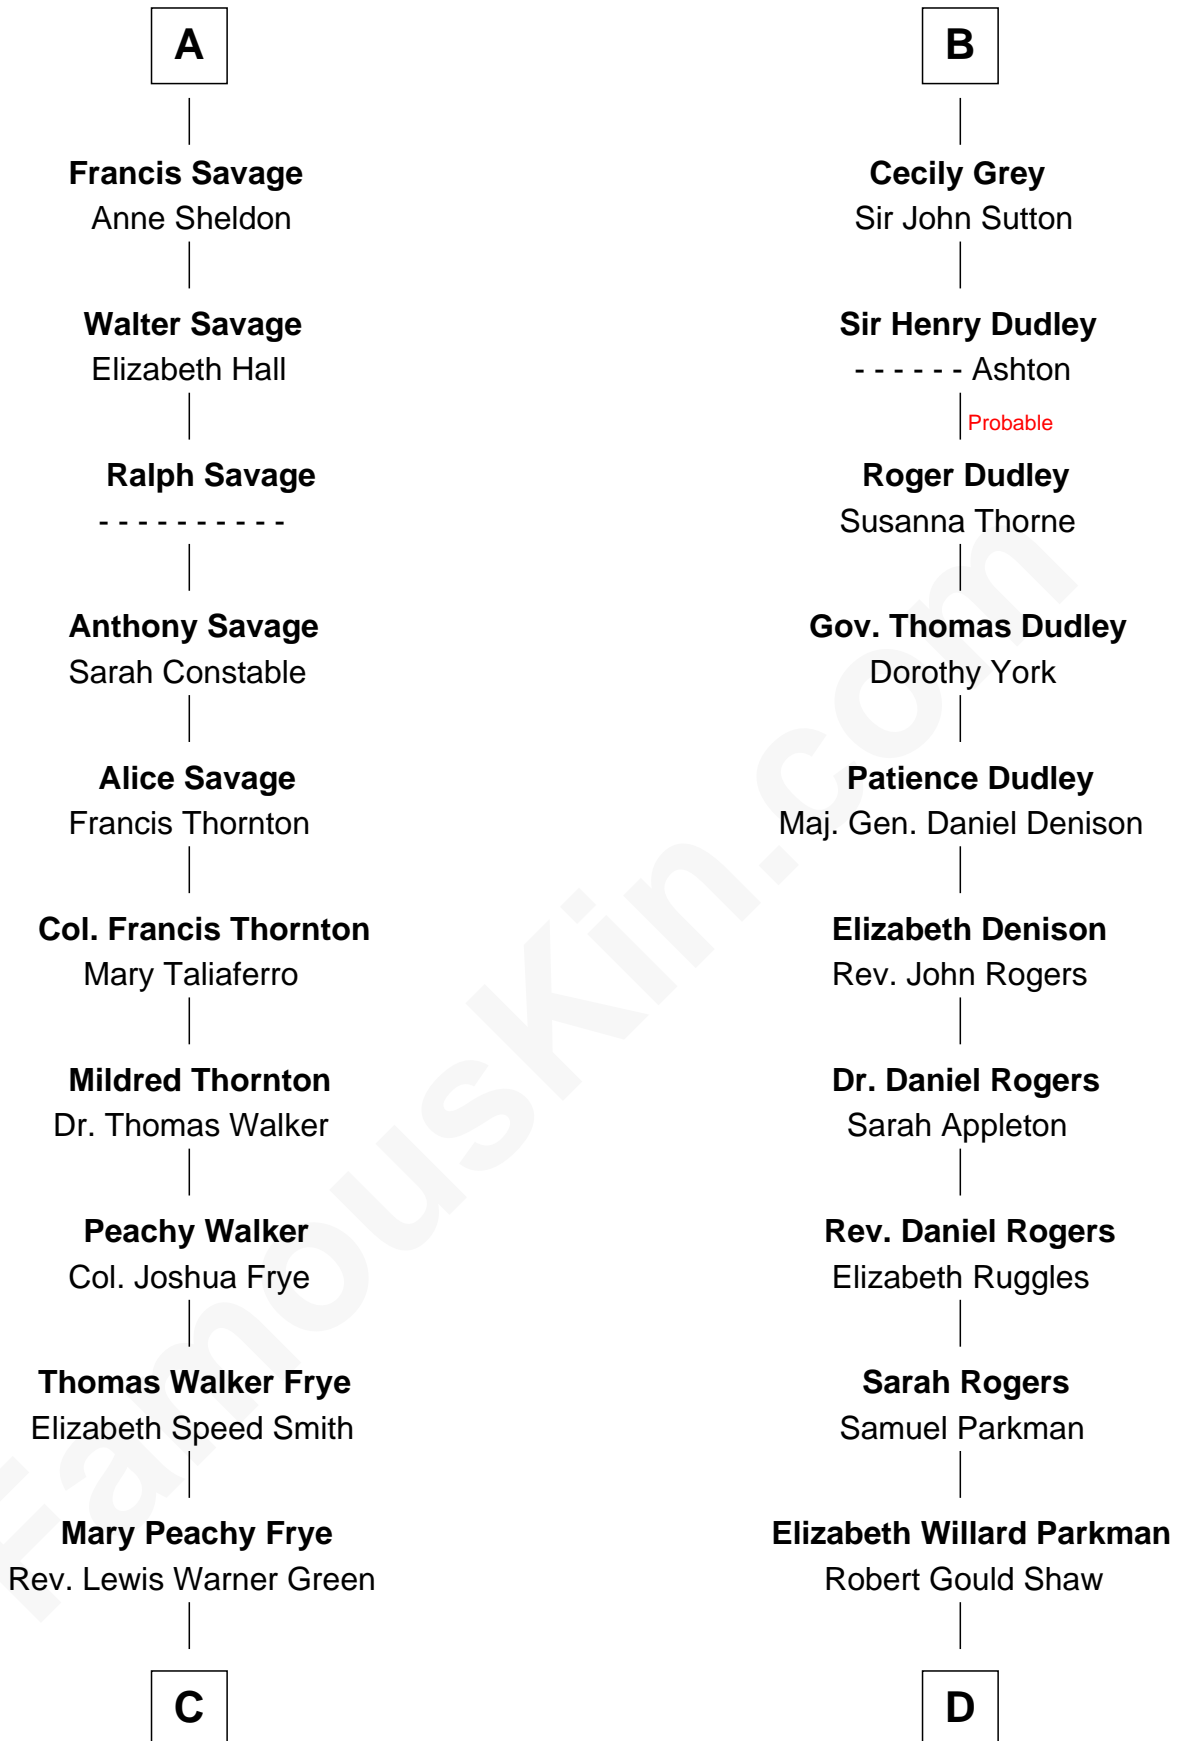 A
Francis Savage
Anne Sheldon
Walter Savage
Elizabeth Hall
Ralph Savage
- - - - - - - - - -
Anthony Savage
Sarah Constable
Alice Savage
Francis Thornton
Col. Francis Thornton
Mary Taliaferro
Mildred Thornton
Dr. Thomas Walker
Peachy Walker
Col. Joshua Frye
Thomas Walker Frye
Elizabeth Speed Smith
Mary Peachy Frye
Rev. Lewis Warner Green
C
B
Cecily Grey
Sir John Sutton
Sir Henry Dudley
- - - - - - Ashton
Probable
Roger Dudley
Susanna Thorne
Gov. Thomas Dudley
Dorothy York
Patience Dudley
Maj. Gen. Daniel Denison
Elizabeth Denison
Rev. John Rogers
Dr. Daniel Rogers
Sarah Appleton
Rev. Daniel Rogers
Elizabeth Ruggles
Sarah Rogers
Samuel Parkman
Elizabeth Willard Parkman
Robert Gould Shaw
D
FamousKin.com